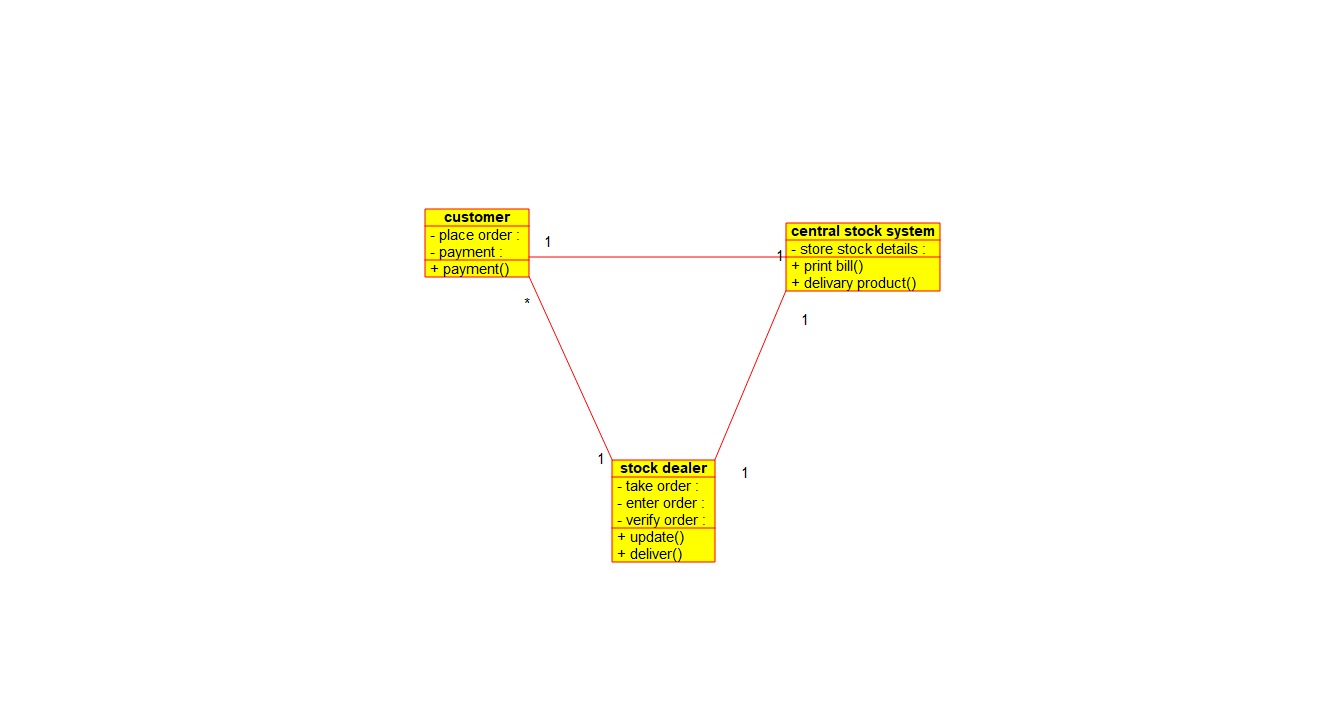 customer
- place order :
- payment :
+ payment()
1
*
central stock system
- store stock details :
+ print bill()
+ delivary product()
1
1
1
1
stock dealer
- take order :
- enter order :
- verify order :
+ update()
+ deliver()